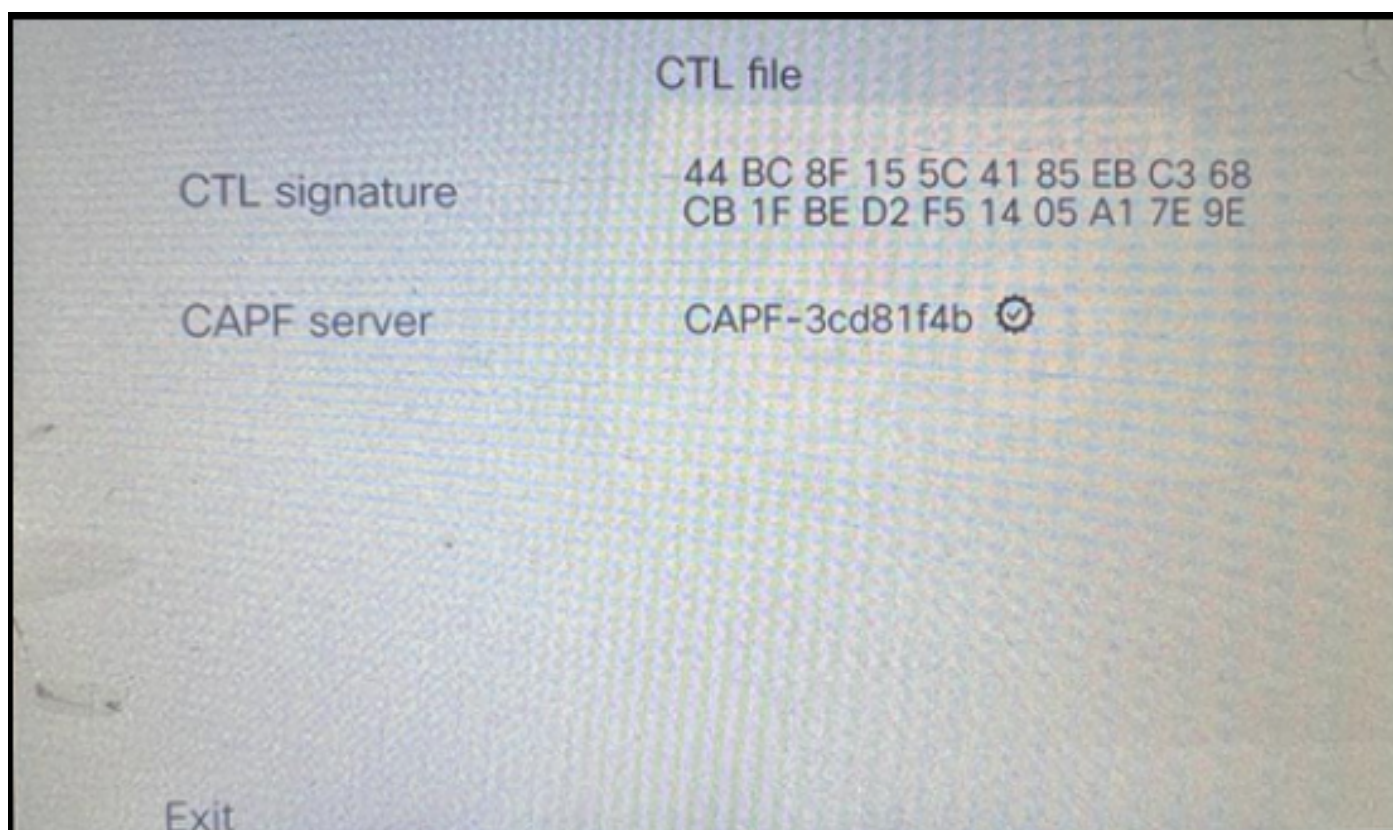 CTL file
CTL signature 44 BC 8F 15 5C 41 85 EB C3 68
CB 1F BE D2 F5 14 05 A1 7E 9E
CAPF server CAPF-3cd81f4b
Exit